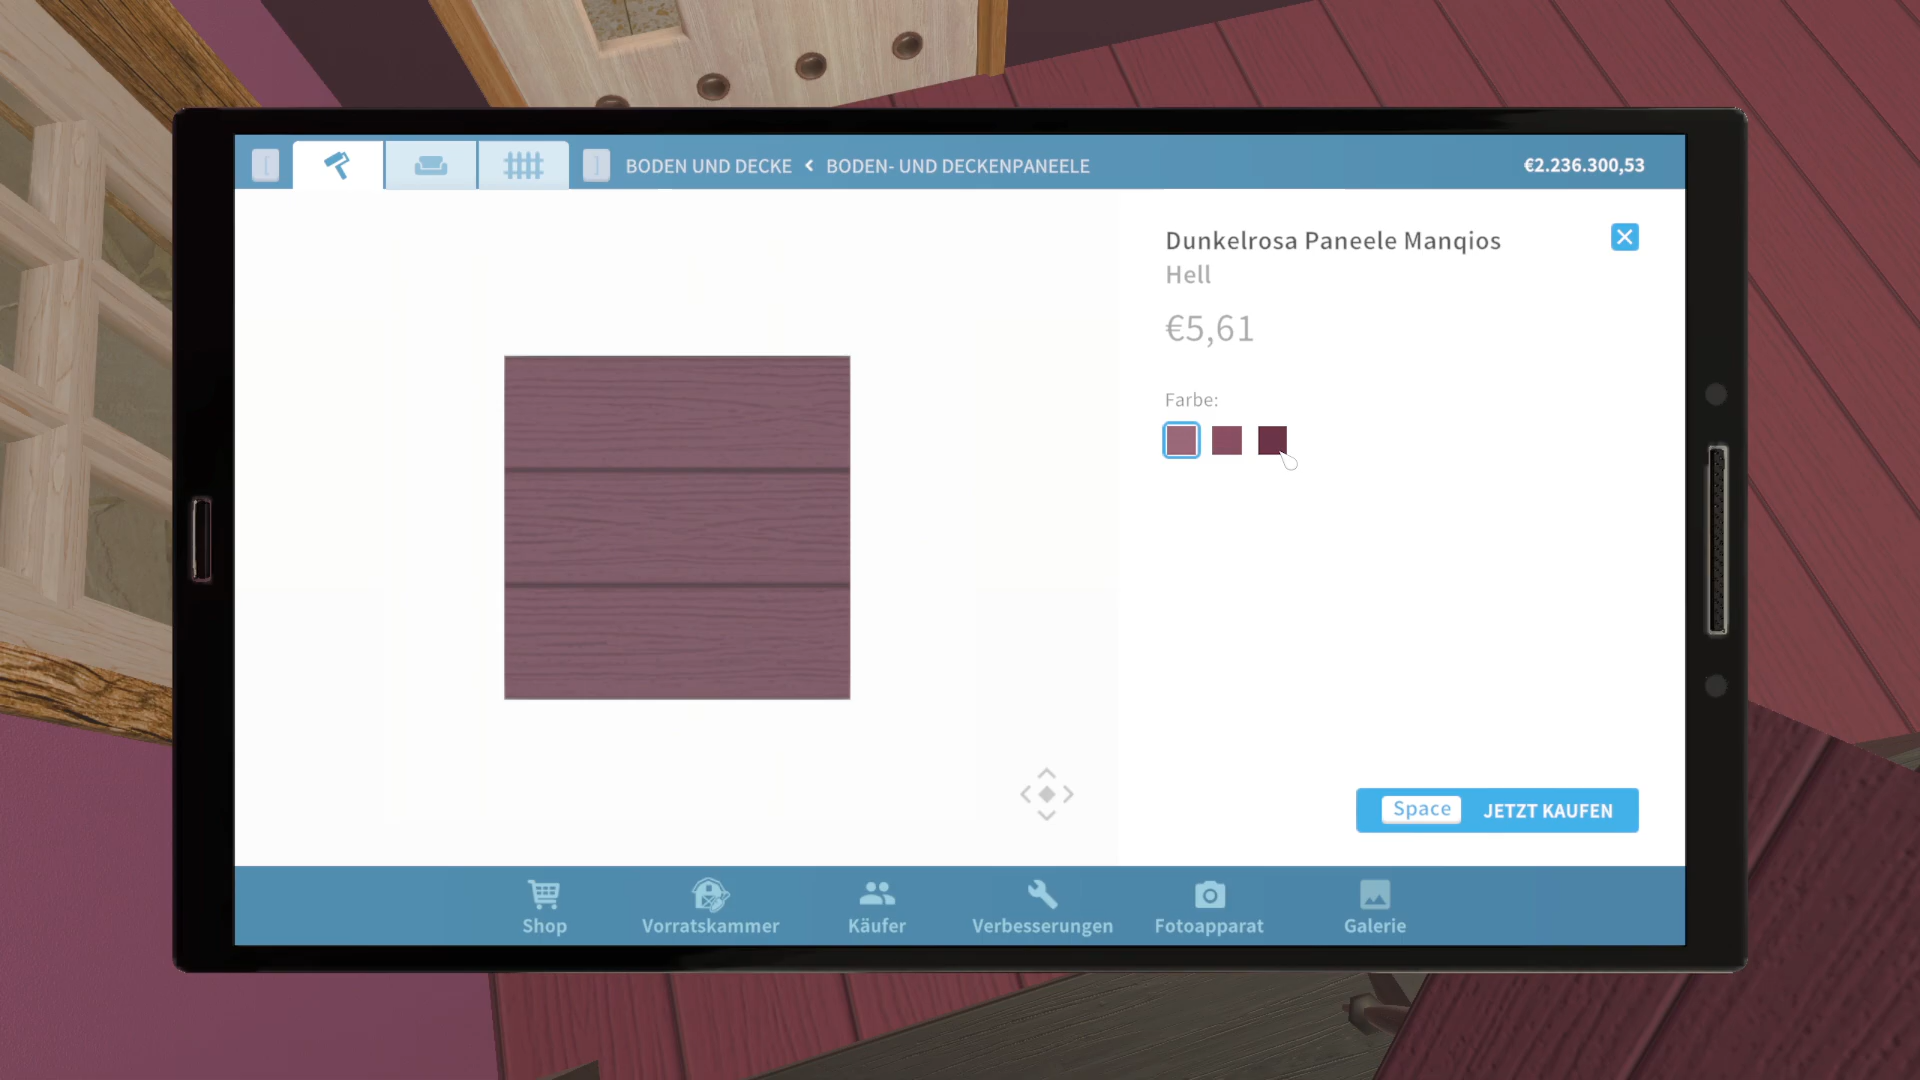 [
]
BODEN UND DECKE < BODEN- UND DECKENPANEELE
€2.236.300,53
Dunkelrosa Paneele Manqios
Hell
€5,61
Farbe:
Space JETZT KAUFEN
Shop Vorratskammer Käufer Verbesserungen Fotoapparat Galerie